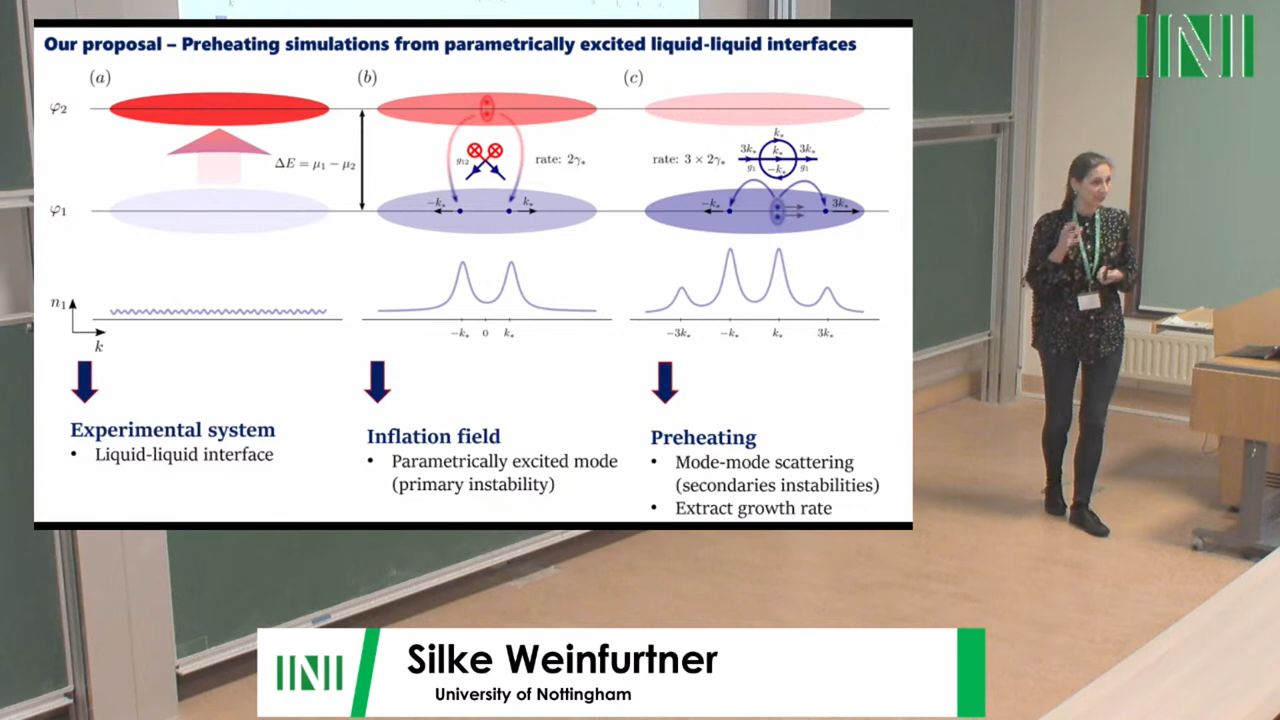 Our proposal – Preheating simulations from parametrically excited liquid-liquid interfaces
(a)
(b)
(c)
φ₂
ΔE = μ₁ − μ₂
g₁₂
rate: 2γ⁎
rate: 3 × 2γ⁎
k⁎
3k⁎ k⁎ 3k⁎
g₁ −k⁎ g₁
φ₁
−k⁎ k⁎
−k⁎ 3k⁎
n₁
k
−k⁎ 0 k⁎
−3k⁎ −k⁎ k⁎ 3k⁎
Experimental system
• Liquid-liquid interface
Inflation field
• Parametrically excited mode
(primary instability)
Preheating
• Mode-mode scattering
(secondaries instabilities)
• Extract growth rate
INI
INI
Silke Weinfurtner
University of Nottingham